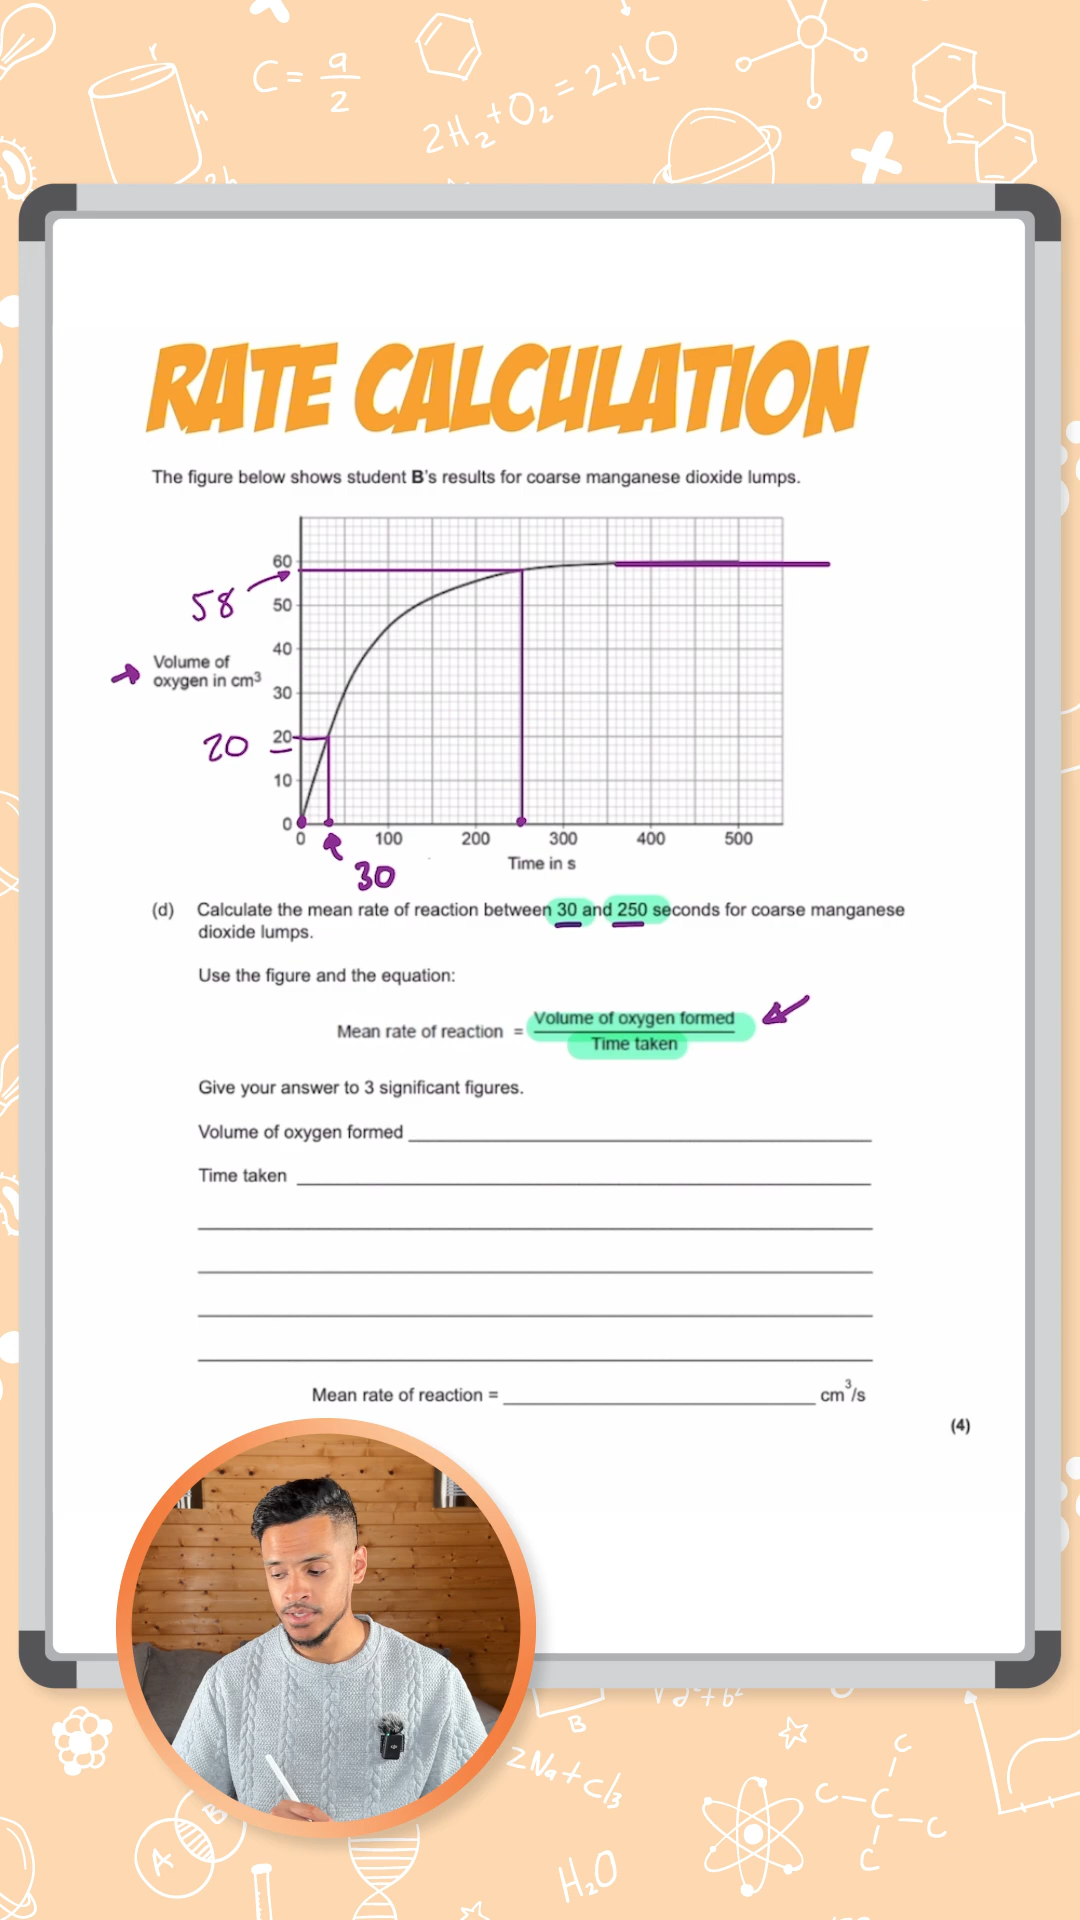 r
C = 9/2
h
2H₂+O₂=2H₂O
RATE CALCULATION
The figure below shows student B's results for coarse manganese dioxide lumps.
60
58
50
40
Volume of
oxygen in cm³
30
20
20
10
0
0 100 200 300 400 500
Time in s
30
(d) Calculate the mean rate of reaction between 30 and 250 seconds for coarse manganese
dioxide lumps.
Use the figure and the equation:
Mean rate of reaction = Volume of oxygen formed
Time taken
Give your answer to 3 significant figures.
Volume of oxygen formed
Time taken
Mean rate of reaction = cm³/s
(4)
B
2Na+Cl₃
C
C-C-C
C
A B
H₂O